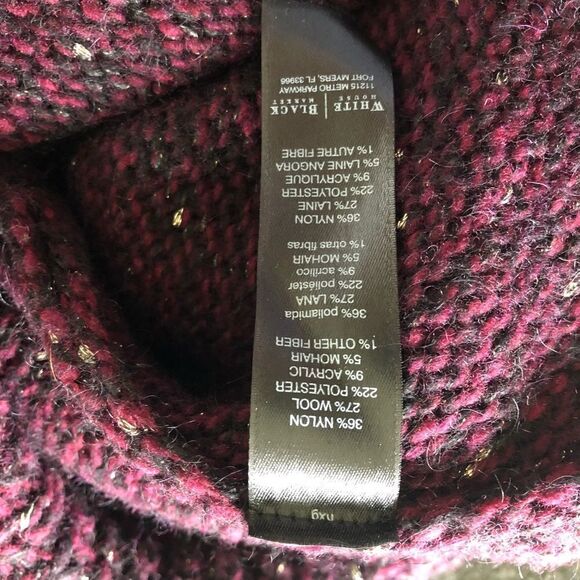 36% NYLON
27% WOOL
22% POLYESTER
9% ACRYLIC
5% MOHAIR
1% OTHER FIBER
36% poliamida
27% LANA
22% poliéster
9% acrílico
5% MOHAIR
1% otras fibras
36% NYLON
27% LAINE
22% POLYESTER
9% ACRYLIQUE
5% LAINE ANGORA
1% AUTRE FIBRE
WHITE | BLACK
HOUSE | MARKET
11215 METRO PARKWAY
FORT MYERS, FL 33966